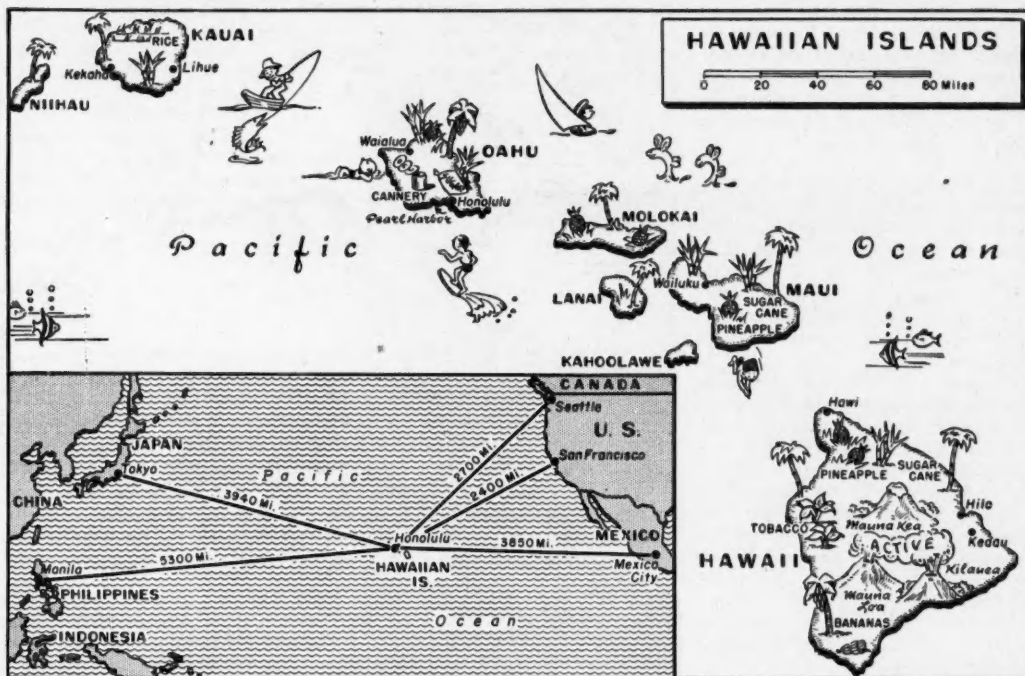 HAWAIIAN ISLANDS
0 20 40 60 80 Miles
KAUAI
RICE
Kekaha
Lihue
NIIHAU
Waialua
OAHU
CANNERY
Honolulu
Pearl Harbor
MOLOKAI
Pacific
Ocean
LANAI
Wailuku
MAUI
SUGAR
CANE
PINEAPPLE
KAHOOLAWE
Hawi
PINEAPPLE
SUGAR
CANE
Hilo
TOBACCO
Mauna Kea
Keaau
ACTIVE
HAWAII
Kilauea
Mauna
Loa
BANANAS
CANADA
Seattle
U. S.
JAPAN
San Francisco
Tokyo
Pacific
2700 Mi.
2400 Mi.
CHINA
3940 Mi.
Honolulu
3850 Mi.
MEXICO
Mexico
City
HAWAIIAN
IS.
5300 Mi.
Manila
PHILIPPINES
Ocean
INDONESIA